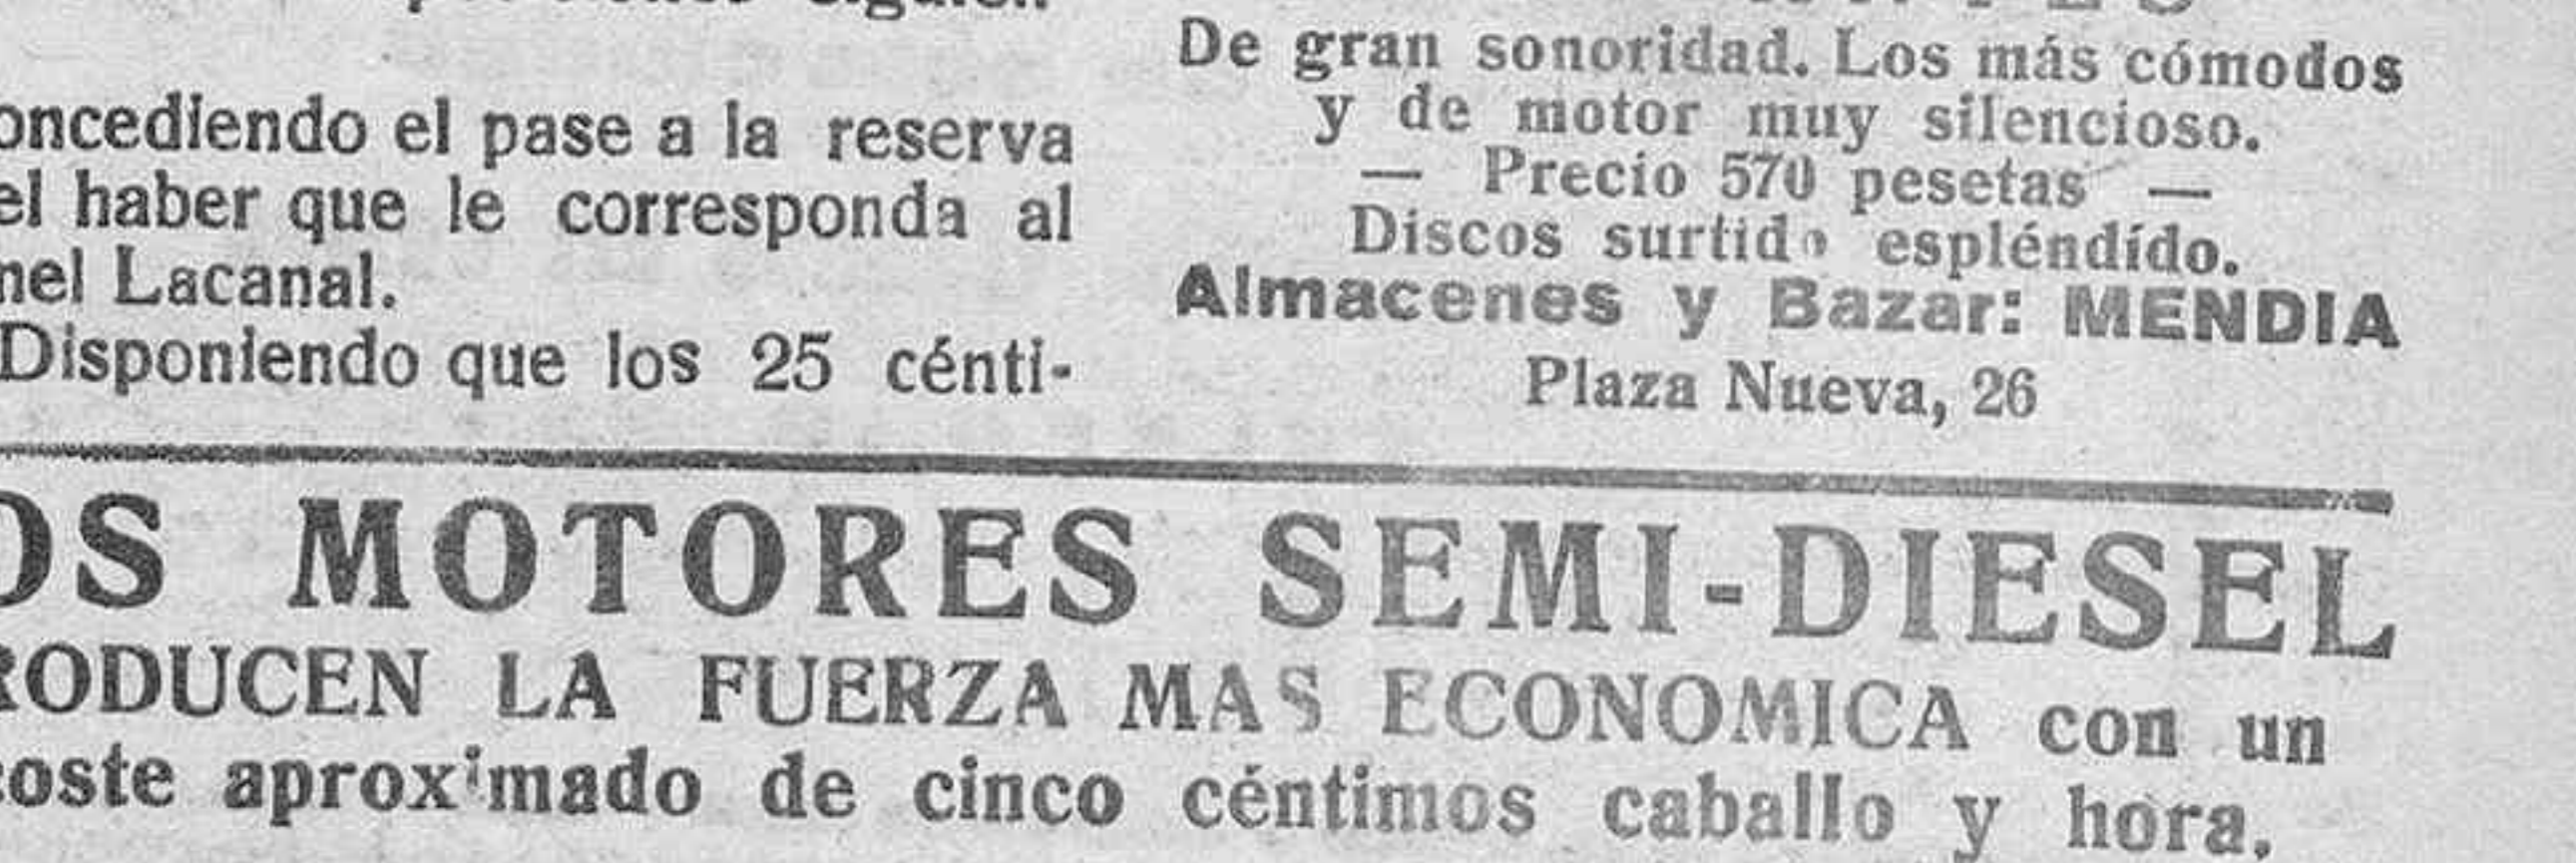 oncediendo el pase a la reserva
el haber que le corresponda al
nel Lacanal.
Disponiendo que los 25 cénti-
De gran sonoridad. Los más cómodos
y de motor muy silencioso.
— Precio 570 pesetas —
Discos surtido espléndído.
Almacenes y Bazar: MENDIA
Plaza Nueva, 26
OS MOTORES SEMI-DIESEL
RODUCEN LA FUERZA MAS ECONOMICA con un
coste aproximado de cinco céntimos caballo y hora.